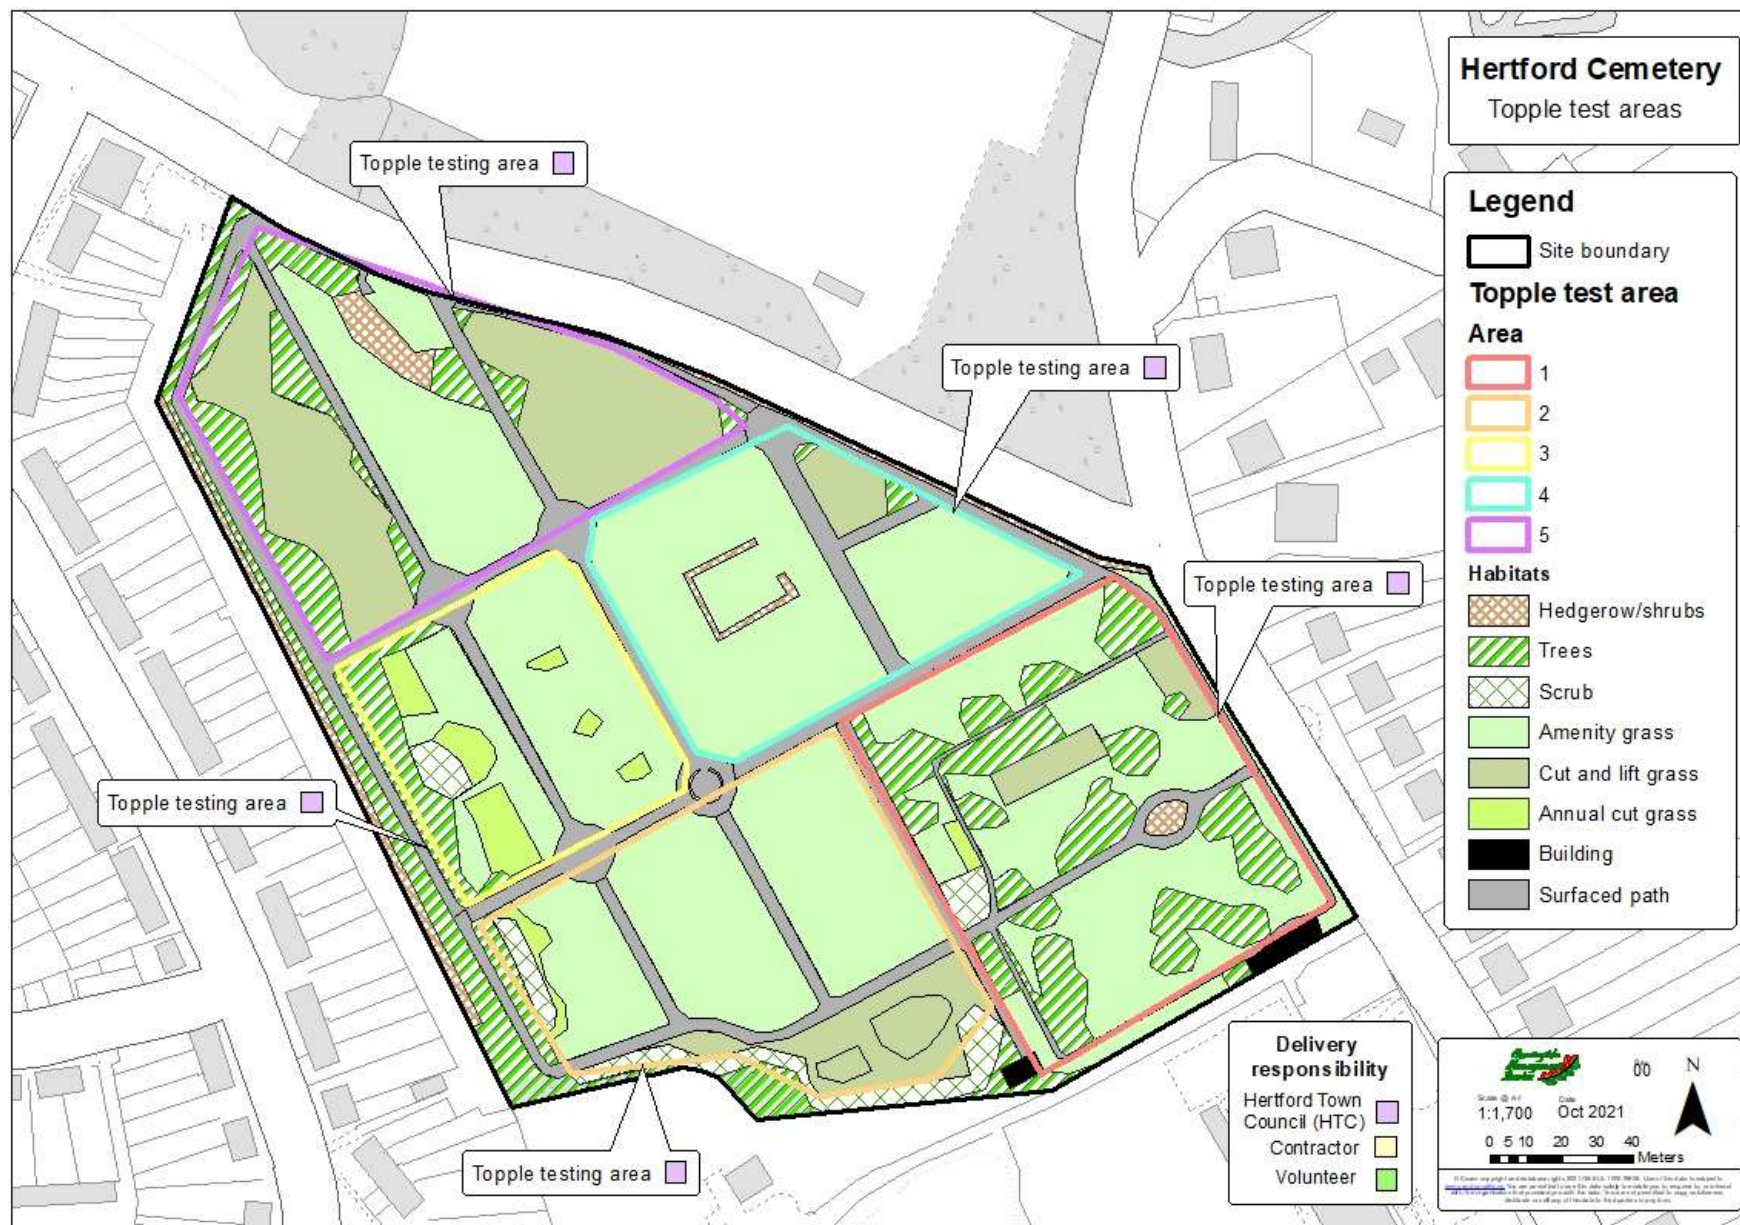 Hertford Cemetery
Topple test areas
Topple testing area
Topple testing area
Topple testing area
Topple testing area
Topple testing area
Legend
Site boundary
Topple test area
Area
1
2
3
4
5
Habitats
Hedgerow/shrubs
Trees
Scrub
Amenity grass
Cut and lift grass
Annual cut grass
Building
Surfaced path
Delivery
responsibility
Hertford Town
Council (HTC)
Contractor
Volunteer
N
Date
1:1,700
Oct 2021
0 5 10 20 30 40
Meters